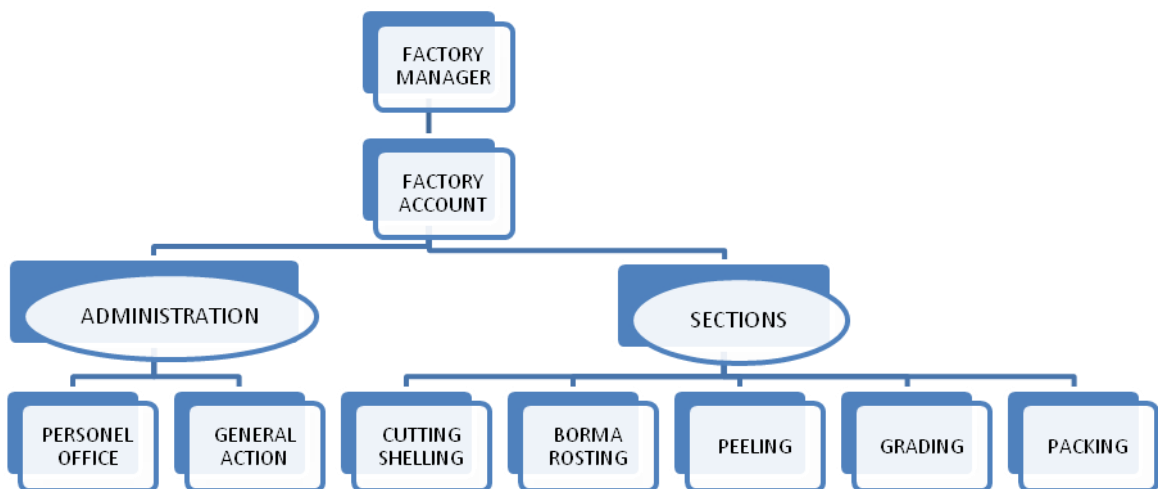 FACTORY
MANAGER
FACTORY
ACCOUNT
ADMINISTRATION
SECTIONS
PERSONEL
OFFICE
GENERAL
ACTION
CUTTING
SHELLING
BORMA
ROSTING
PEELING
GRADING
PACKING